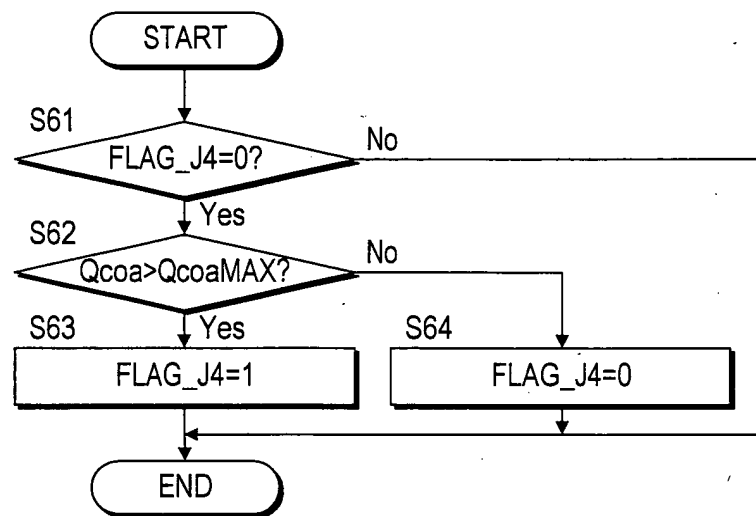 START
S61
FLAG_J4=0?
No
Yes
S62
Qcoa>QcoaMAX?
No
Yes
S63
S64
FLAG_J4=1
FLAG_J4=0
END